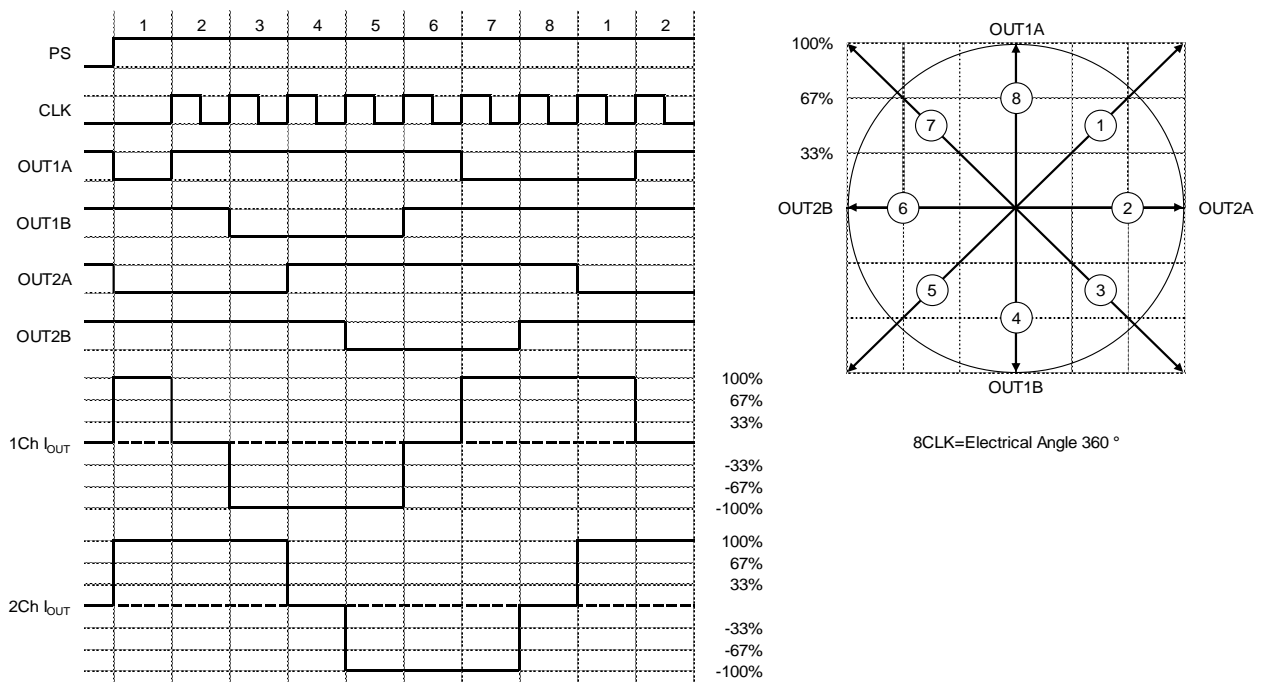 1 2 3 4 5 6 7 8 1 2
PS
CLK
OUT1A
OUT1B
OUT2A
OUT2B
1Ch IOUT
100%
67%
33%
-33%
-67%
-100%
2Ch IOUT
100%
67%
33%
-33%
-67%
-100%
OUT1A
100%
67%
33%
8
7
1
OUT2B
6
2
OUT2A
5
3
4
OUT1B
8CLK=Electrical Angle 360 °